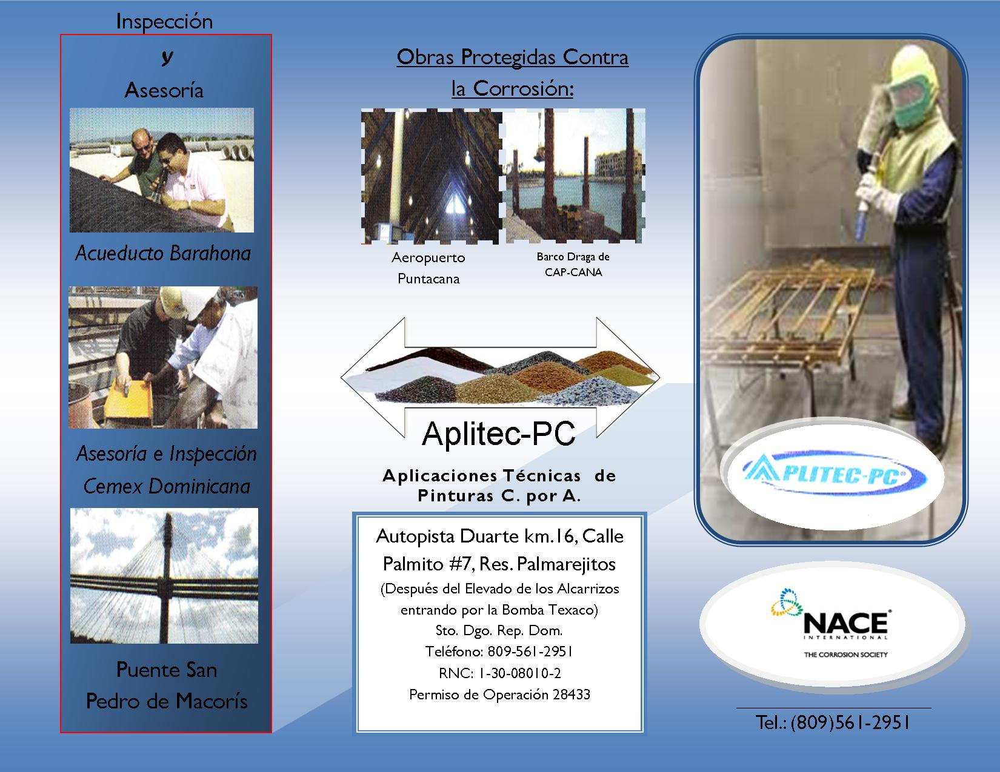 Inspección
y
Asesoría
Acueducto Barahona
Asesoría e Inspección
Cemex Dominicana
Puente San
Pedro de Macorís
Obras Protegidas Contra
la Corrosión:
Aeropuerto
Puntacana
Barco Draga de
CAP-CANA
Aplitec-PC
Aplicaciones Técnicas de
Pinturas C. por A.
Autopista Duarte km.16, Calle
Palmito #7, Res. Palmarejitos
(Después del Elevado de los Alcarrizos
entrando por la Bomba Texaco)
Sto. Dgo. Rep. Dom.
Teléfono: 809-561-2951
RNC: 1-30-08010-2
Permiso de Operación 28433
APLITEC-PC®
NACE®
INTERNATIONAL
THE CORROSION SOCIETY
Tel.: (809)561-2951